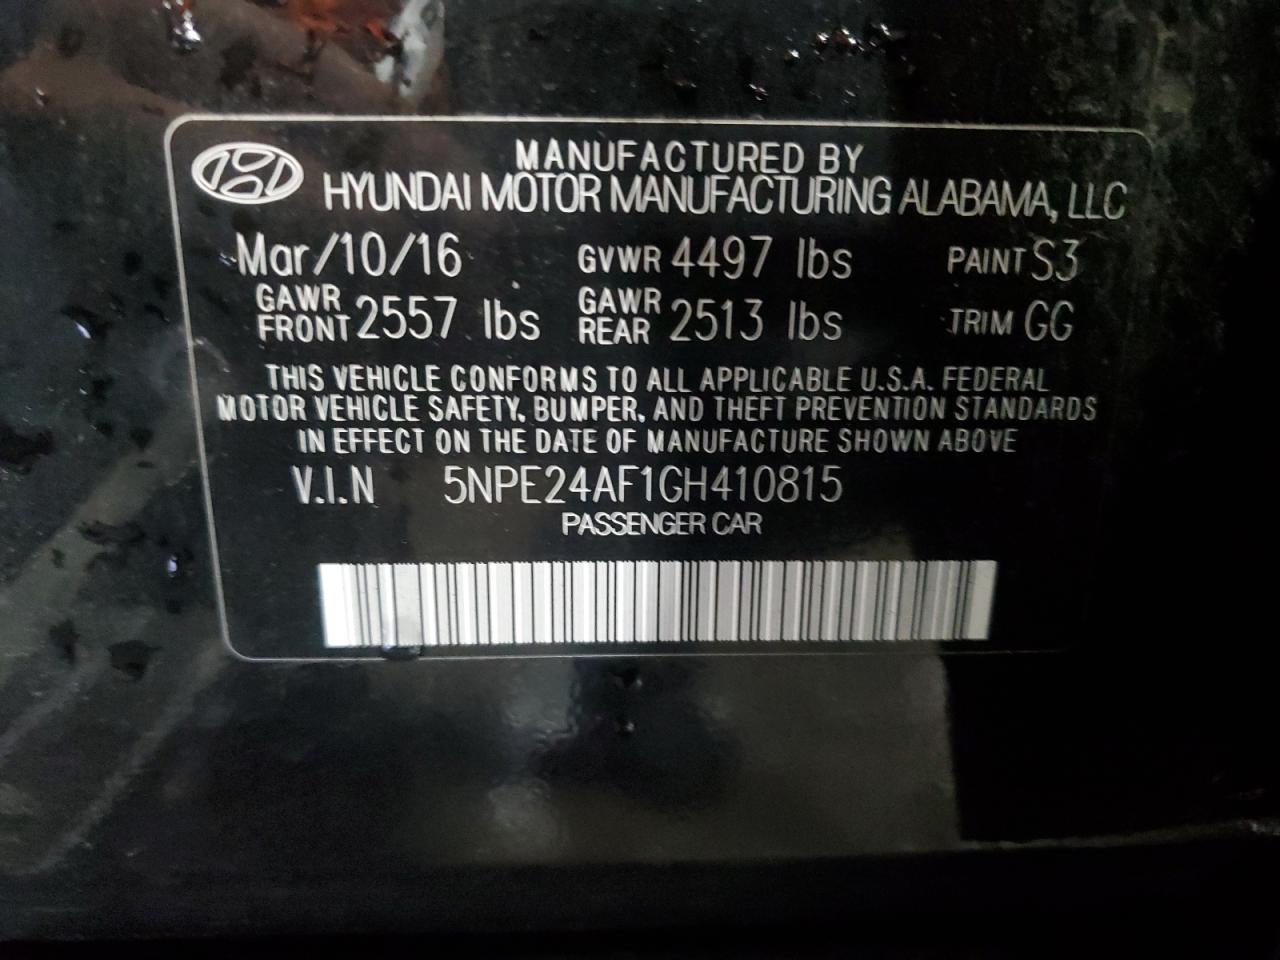 MANUFACTURED BY
HYUNDAI MOTOR MANUFACTURING ALABAMA, LLC
Mar/10/16 GVWR 4497 lbs PAINT S3
GAWR FRONT 2557 lbs GAWR REAR 2513 lbs TRIM GG
THIS VEHICLE CONFORMS TO ALL APPLICABLE U.S.A. FEDERAL
MOTOR VEHICLE SAFETY, BUMPER, AND THEFT PREVENTION STANDARDS
IN EFFECT ON THE DATE OF MANUFACTURE SHOWN ABOVE
V.I.N 5NPE24AF1GH410815
PASSENGER CAR